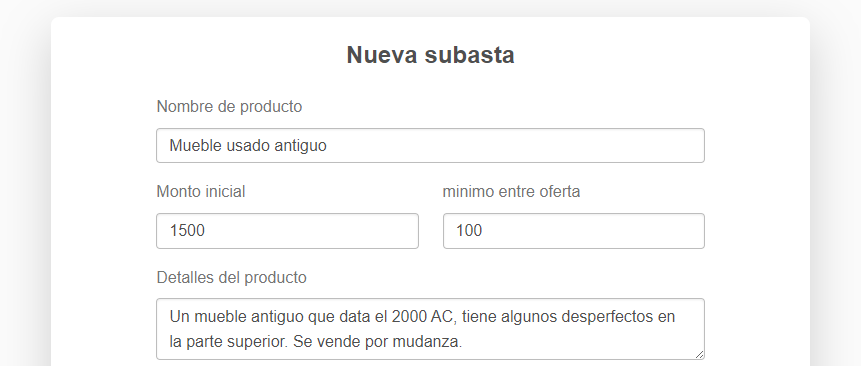 Nueva subasta
Nombre de producto
Mueble usado antiguo
Monto inicial
minimo entre oferta
1500
100
Detalles del producto
Un mueble antiguo que data el 2000 AC, tiene algunos desperfectos en
la parte superior. Se vende por mudanza.